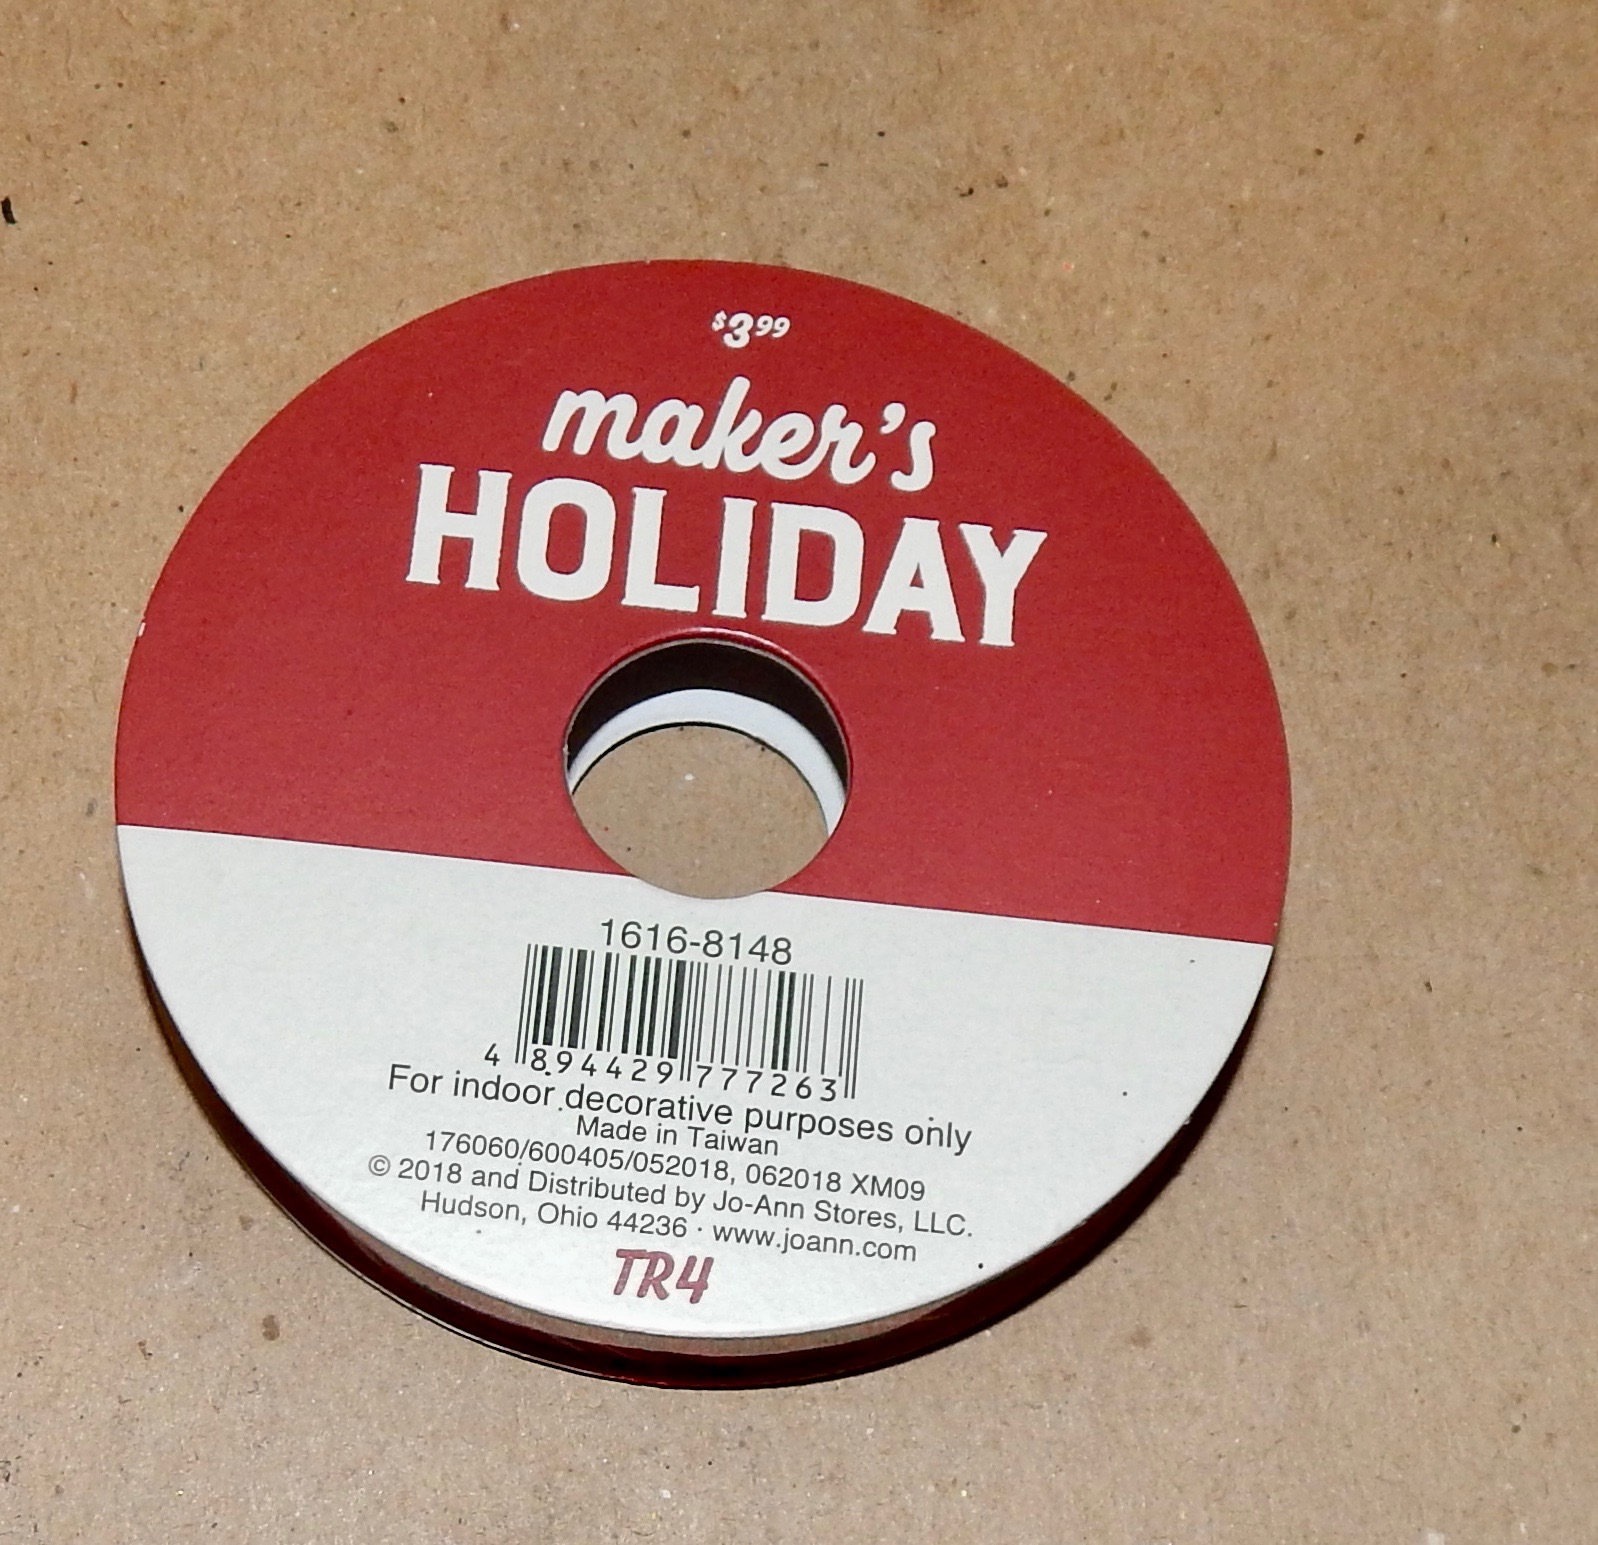 $3.99
maker's
HOLIDAY
1616-8148
4 894429 777263
For indoor decorative purposes only
Made in Taiwan
176060/600405/052018, 062018 XM09
© 2018 and Distributed by Jo-Ann Stores, LLC.
Hudson, Ohio 44236 · www.joann.com
TR4